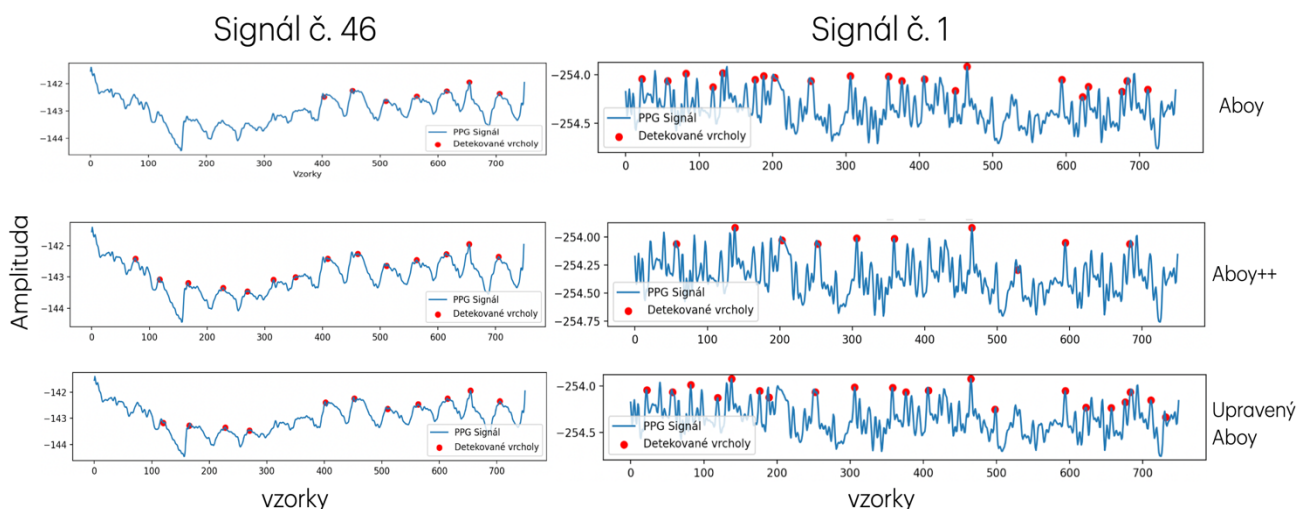 Signál č. 46
Signál č. 1
−142
−143
−144
PPG Signál
Detekované vrcholy
0 100 200 300 400 500 600 700
Vzorky
−254.0
−254.5
PPG Signál
Detekované vrcholy
0 100 200 300 400 500 600 700
Aboy
Amplituda
−142
−143
−144
PPG Signál
Detekované vrcholy
0 100 200 300 400 500 600 700
−254.00
−254.25
−254.50
−254.75
PPG Signál
Detekované vrcholy
0 100 200 300 400 500 600 700
Aboy++
−142
−143
−144
PPG Signál
Detekované vrcholy
0 100 200 300 400 500 600 700
vzorky
−254.0
−254.5
PPG Signál
Detekované vrcholy
0 100 200 300 400 500 600 700
vzorky
Upravený
Aboy